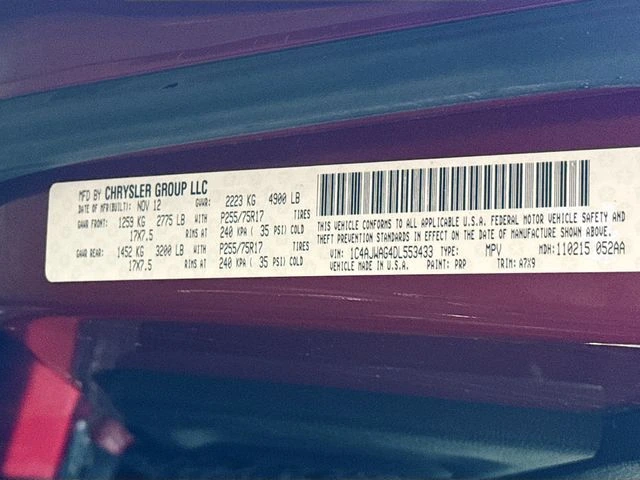 MFD BY CHRYSLER GROUP LLC
DATE OF MFR(BUILT): NOV 12 GVWR: 2223 KG 4900 LB
GAWR FRONT: 1259 KG 2775 LB WITH P255/75R17 TIRES
17X7.5 RIMS AT 240 KPA ( 35 PSI) COLD
GAWR REAR: 1452 KG 3200 LB WITH P255/75R17 TIRES
17X7.5 RIMS AT 240 KPA ( 35 PSI) COLD
THIS VEHICLE CONFORMS TO ALL APPLICABLE U.S.A. FEDERAL MOTOR VEHICLE SAFETY AND
THEFT PREVENTION STANDARDS IN EFFECT ON THE DATE OF MANUFACTURE SHOWN ABOVE.
VIN: 1C4AJWAG4DL553433 TYPE: MPV MDH: 110215 052AA
VEHICLE MADE IN U.S.A. PAINT: PRP TRIM: A7X9